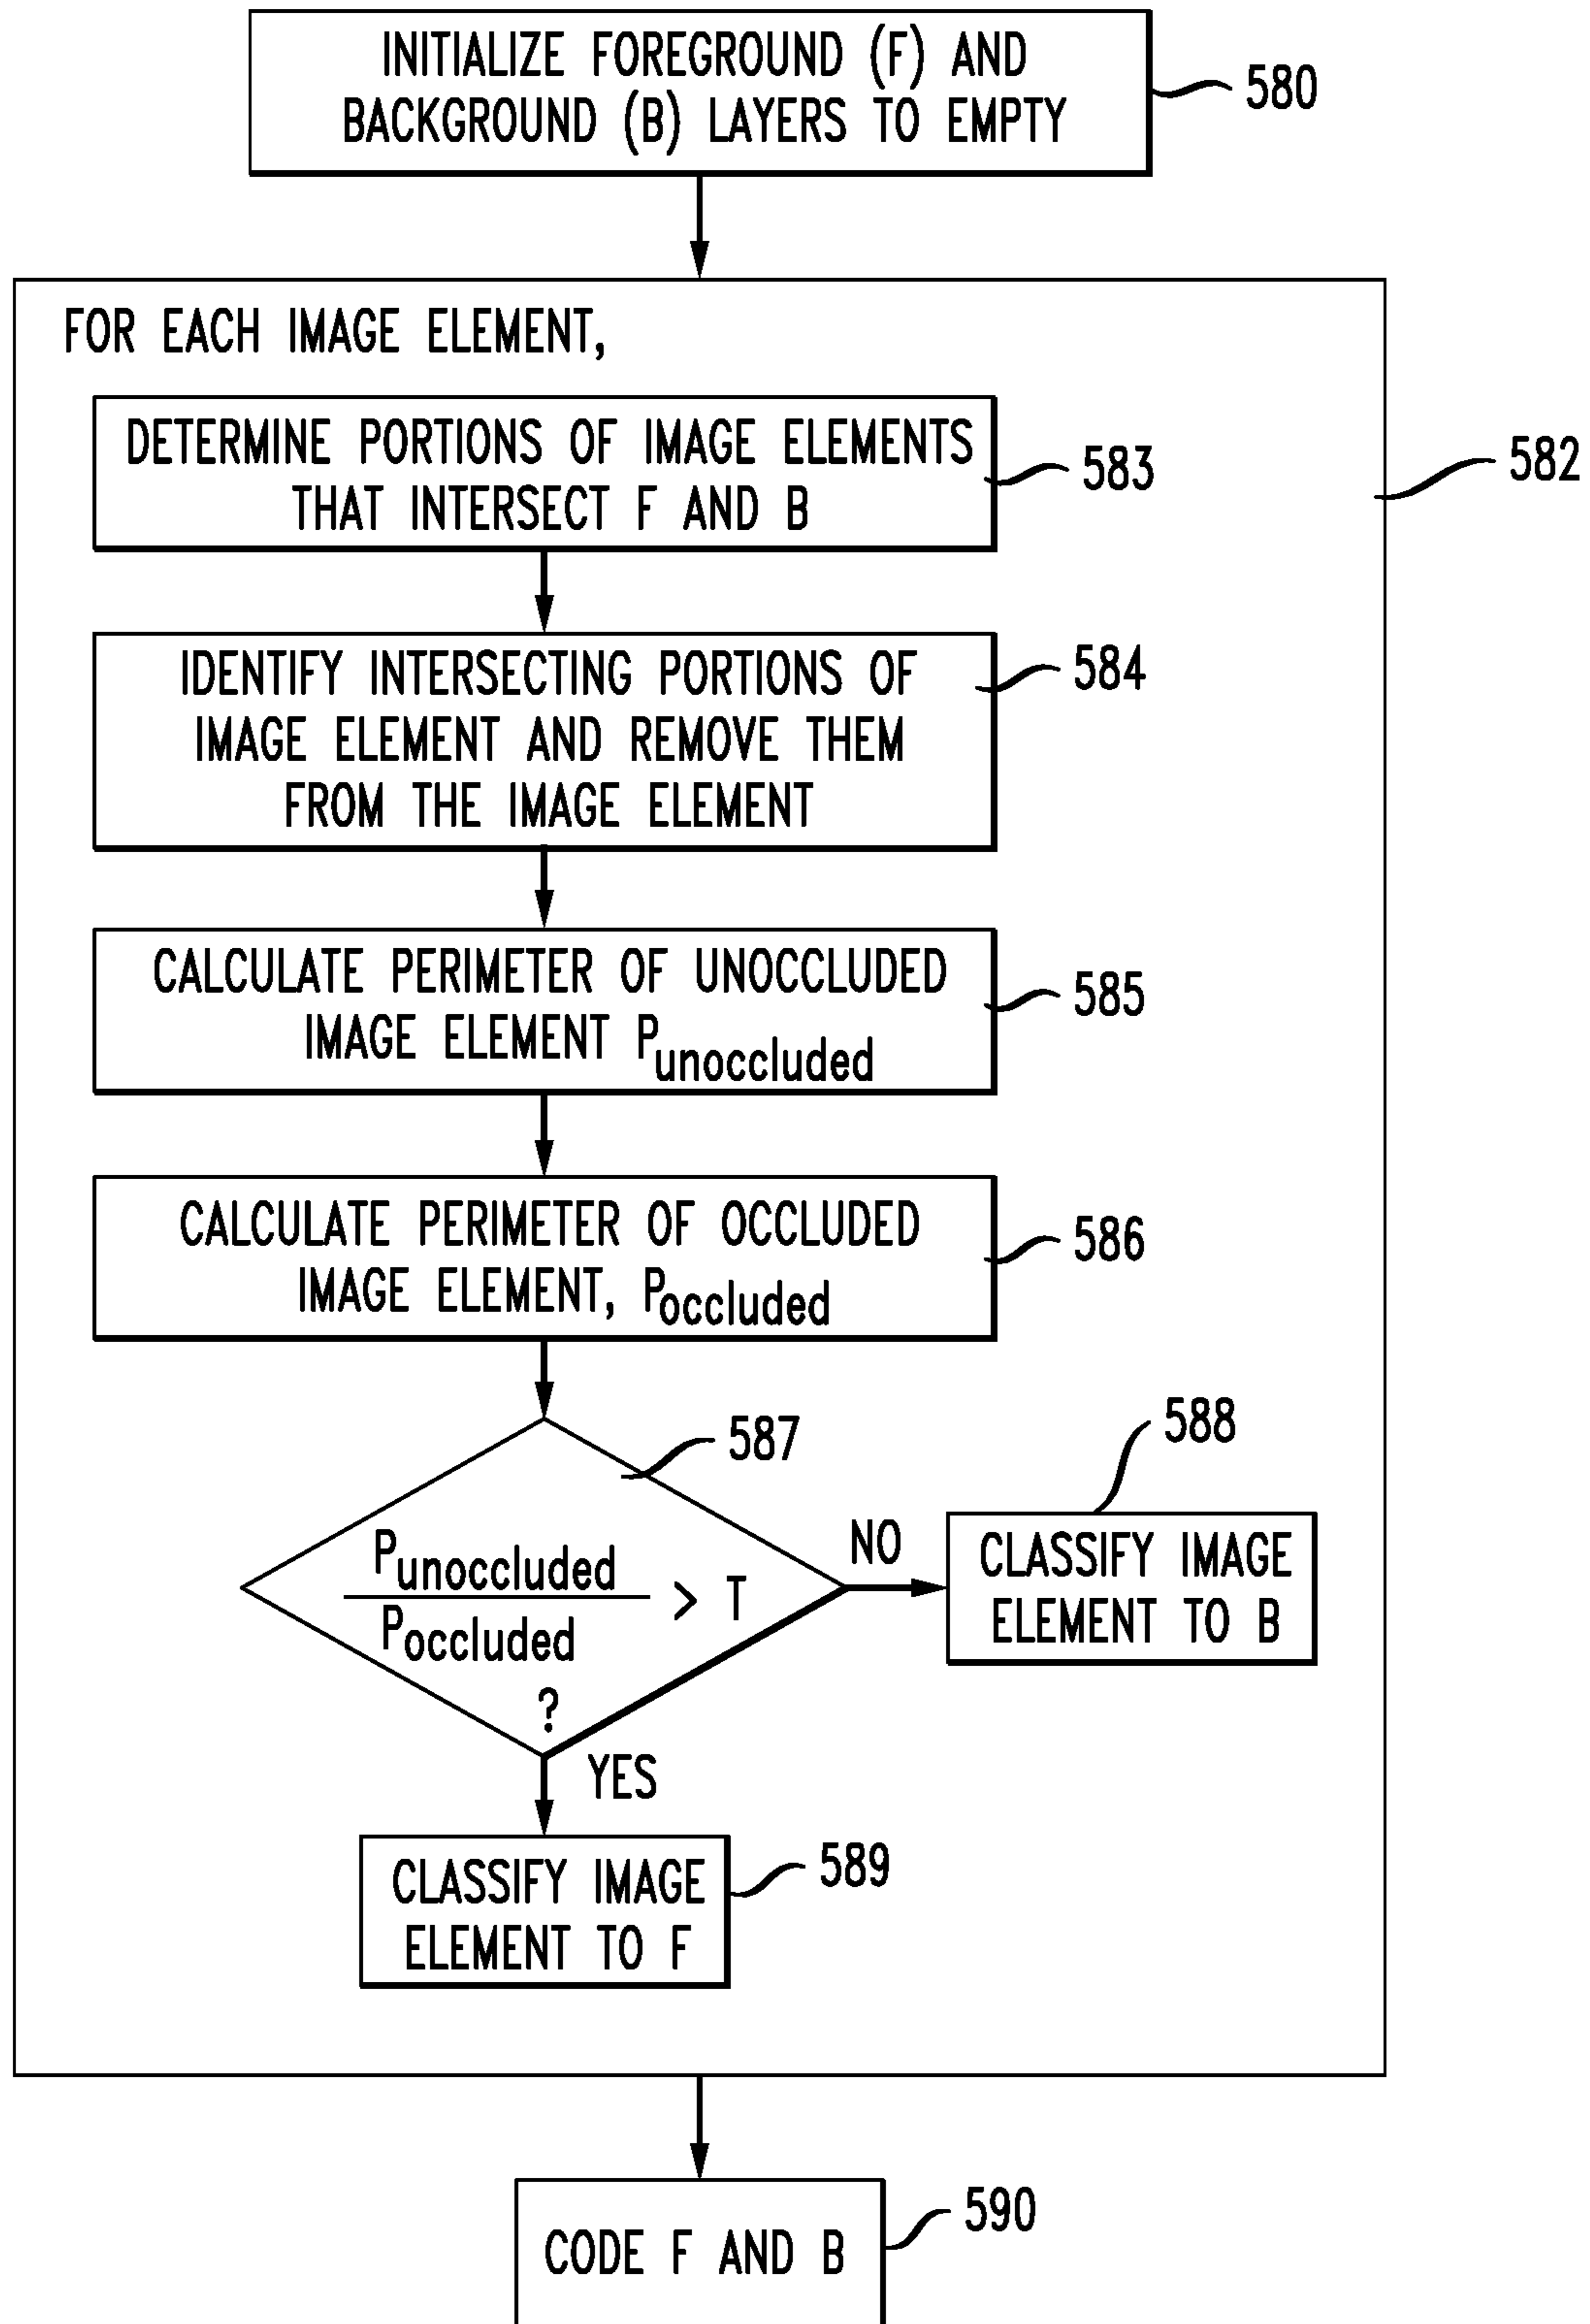 INITIALIZE FOREGROUND (F) AND
BACKGROUND (B) LAYERS TO EMPTY
580
FOR EACH IMAGE ELEMENT,
582
DETERMINE PORTIONS OF IMAGE ELEMENTS
THAT INTERSECT F AND B
583
IDENTIFY INTERSECTING PORTIONS OF
IMAGE ELEMENT AND REMOVE THEM
FROM THE IMAGE ELEMENT
584
CALCULATE PERIMETER OF UNOCCLUDED
IMAGE ELEMENT Punoccluded
585
CALCULATE PERIMETER OF OCCLUDED
IMAGE ELEMENT, Poccluded
586
587
Punoccluded
> T
Poccluded
?
NO
588
CLASSIFY IMAGE
ELEMENT TO B
YES
589
CLASSIFY IMAGE
ELEMENT TO F
590
CODE F AND B